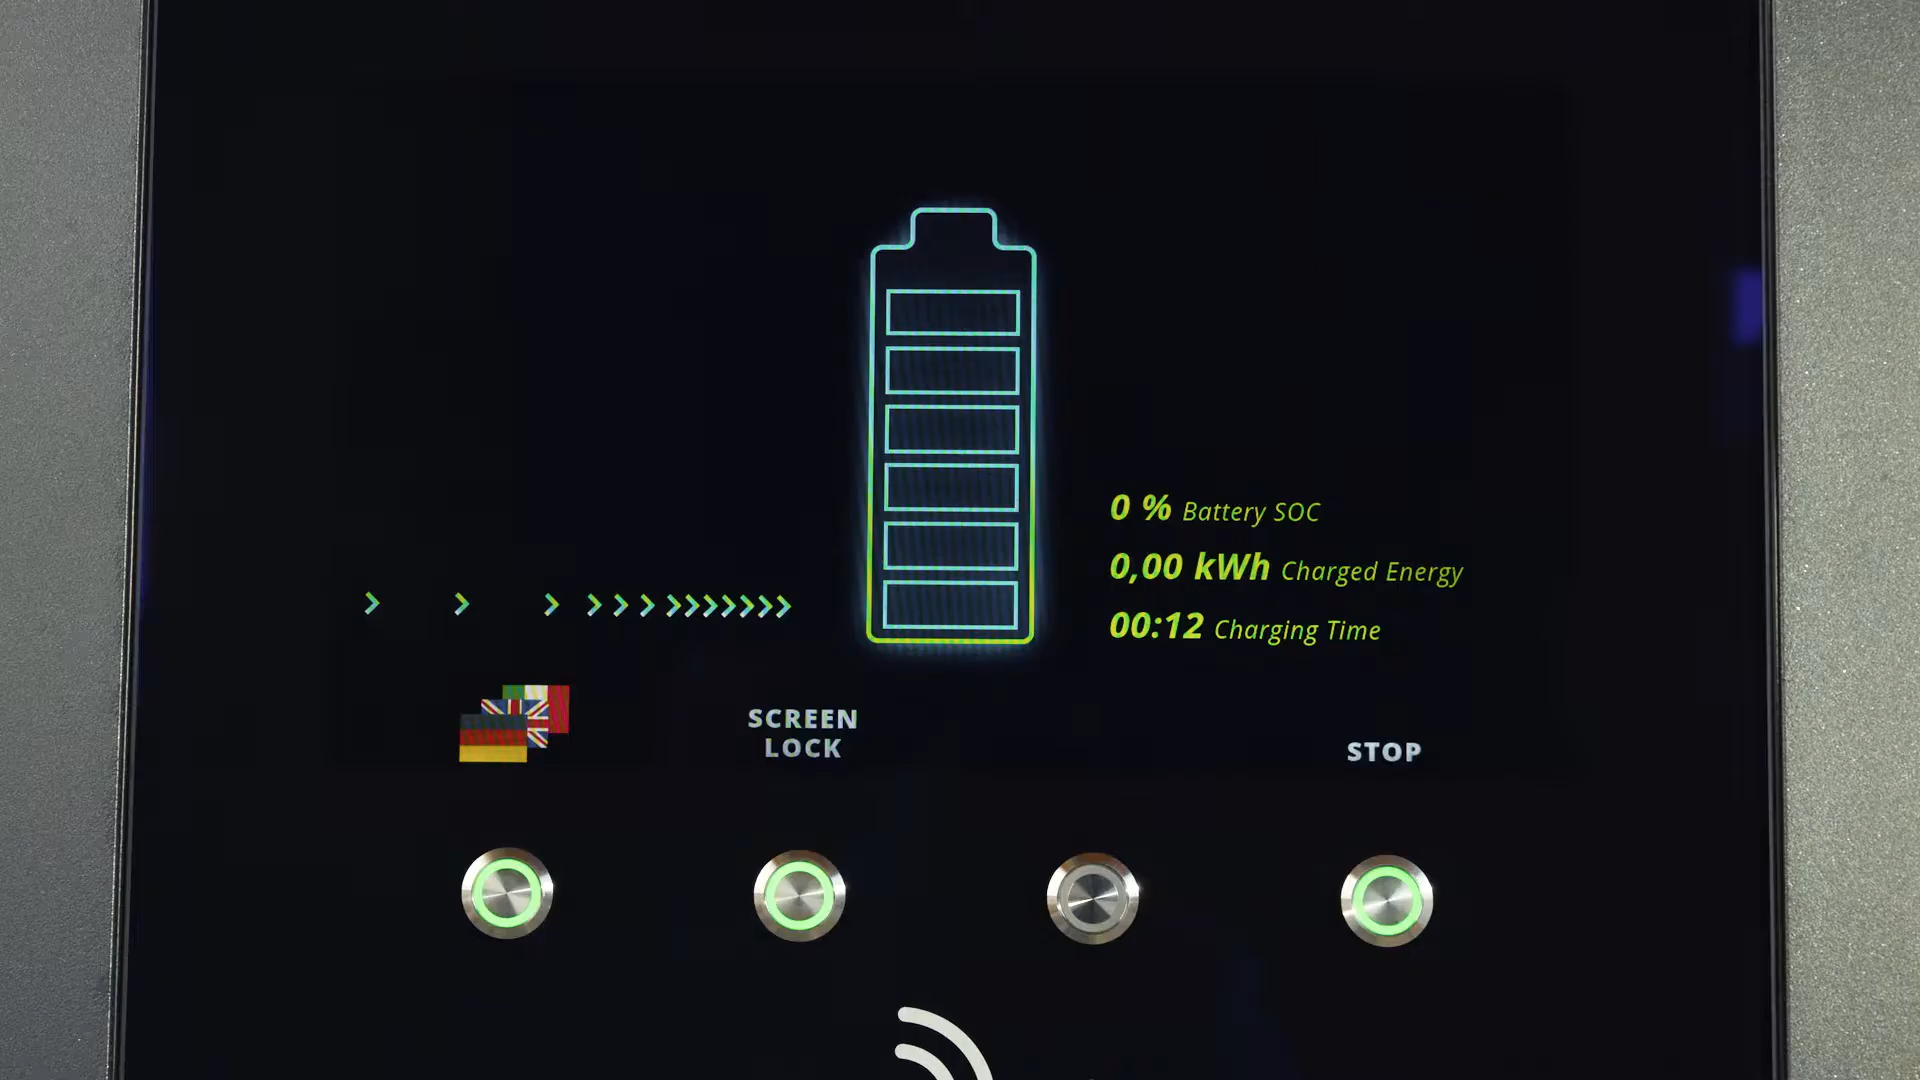 0 % Battery SOC
0,00 kWh Charged Energy
00:12 Charging Time
SCREEN
LOCK
STOP